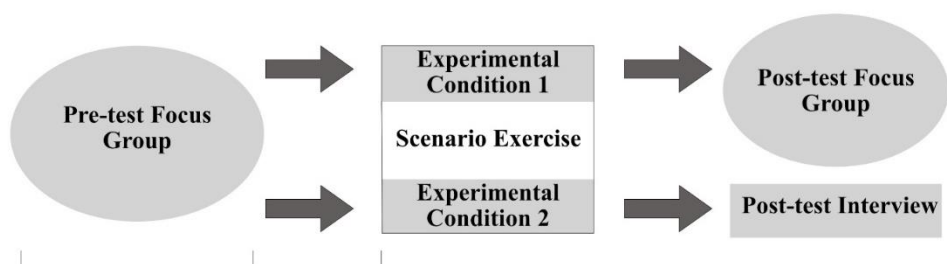 Pre-test Focus
Group
Experimental
Condition 1
Scenario Exercise
Experimental
Condition 2
Post-test Focus
Group
Post-test Interview